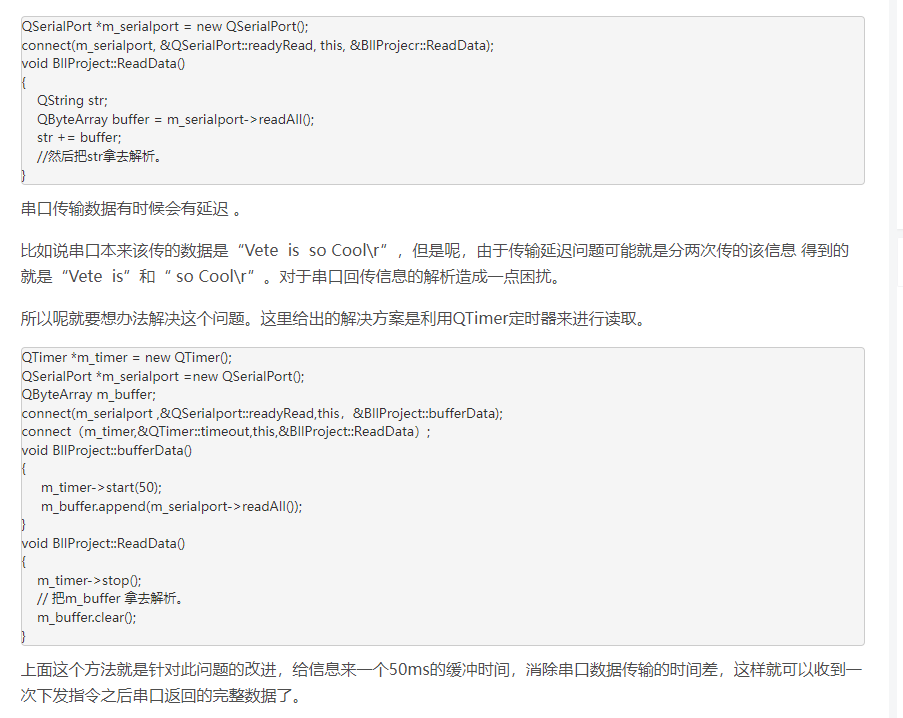 QSerialPort *m_serialport = new QSerialPort();
connect(m_serialport, &QSerialPort::readyRead, this, &BllProjecr::ReadData);
void BllProject::ReadData()
{
    QString str;
    QByteArray buffer = m_serialport->readAll();
    str += buffer;
    //然后把str拿去解析。
}
串口传输数据有时候会有延迟 。
比如说串口本来该传的数据是“Vete  is  so Cool\r”，但是呢，由于传输延迟问题可能就是分两次传的该信息 得到的
就是“Vete  is”和“ so Cool\r”。对于串口回传信息的解析造成一点困扰。
所以呢就要想办法解决这个问题。这里给出的解决方案是利用QTimer定时器来进行读取。
QTimer *m_timer = new QTimer();
QSerialPort *m_serialport =new QSerialPort();
QByteArray m_buffer;
connect(m_serialport ,&QSerialport::readyRead,this，&BllProject::bufferData);
connect（m_timer,&QTimer::timeout,this,&BllProject::ReadData）;
void BllProject::bufferData()
{
     m_timer->start(50);
     m_buffer.append(m_serialport->readAll());
}
void BllProject::ReadData()
{
    m_timer->stop();
    // 把m_buffer 拿去解析。
    m_buffer.clear();
}
上面这个方法就是针对此问题的改进，给信息来一个50ms的缓冲时间，消除串口数据传输的时间差，这样就可以收到一
次下发指令之后串口返回的完整数据了。